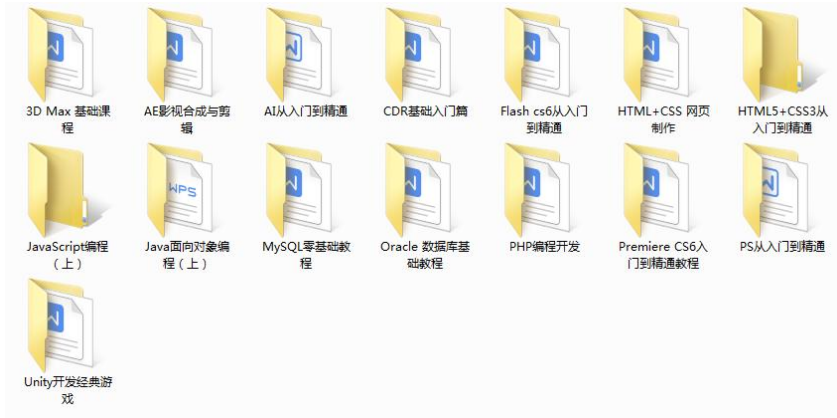 3D Max 基础课
程
AE影视合成与剪
辑
AI从入门到精通
CDR基础入门篇
Flash cs6从入门
到精通
HTML+CSS 网页
制作
HTML5+CSS3从
入门到精通
JavaScript编程
（上）
WPS
Java面向对象编
程（上）
MySQL零基础教
程
Oracle 数据库基
础教程
PHP编程开发
Premiere CS6入
门到精通教程
PS从入门到精通
Unity开发经典游
戏